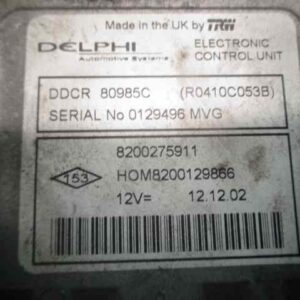 Made in the UK by TRW
DELPHI
Automotive Systems
ELECTRONIC
CONTROL UNIT
DDCR 80985C (R0410C053B)
SERIAL No 0129496 MVG
8200275911
153
HOM8200129866
12V= 12.12.02